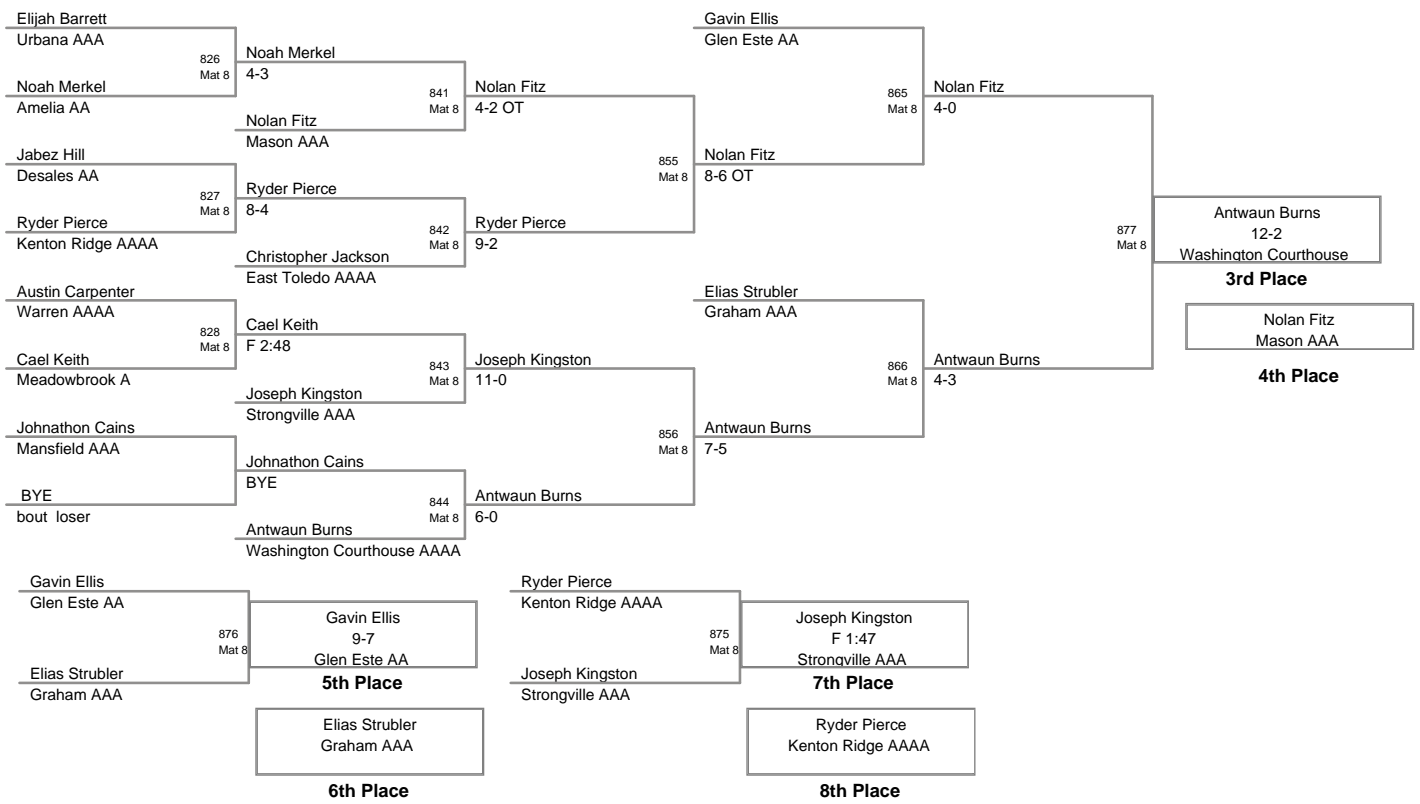 Elijah Barrett
Urbana AAA
826
Mat 8
Noah Merkel
4-3
Noah Merkel
Amelia AA
841
Mat 8
Nolan Fitz
4-2 OT
Nolan Fitz
Mason AAA
Jabez Hill
Desales AA
827
Mat 8
Ryder Pierce
8-4
Ryder Pierce
Kenton Ridge AAAA
842
Mat 8
Ryder Pierce
9-2
Christopher Jackson
East Toledo AAAA
855
Mat 8
Nolan Fitz
8-6 OT
Gavin Ellis
Glen Este AA
865
Mat 8
Nolan Fitz
4-0
Austin Carpenter
Warren AAAA
828
Mat 8
Cael Keith
F 2:48
Cael Keith
Meadowbrook A
843
Mat 8
Joseph Kingston
11-0
Joseph Kingston
Strongville AAA
Johnathon Cains
Mansfield AAA
Johnathon Cains
BYE
BYE
bout loser
844
Mat 8
Antwaun Burns
6-0
Antwaun Burns
Washington Courthouse AAAA
856
Mat 8
Antwaun Burns
7-5
Elias Strubler
Graham AAA
866
Mat 8
Antwaun Burns
4-3
877
Mat 8
Antwaun Burns
12-2
Washington Courthouse
3rd Place
Nolan Fitz
Mason AAA
4th Place
Gavin Ellis
Glen Este AA
876
Mat 8
Elias Strubler
Graham AAA
Gavin Ellis
9-7
Glen Este AA
5th Place
Elias Strubler
Graham AAA
6th Place
Ryder Pierce
Kenton Ridge AAAA
875
Mat 8
Joseph Kingston
Strongville AAA
Joseph Kingston
F 1:47
Strongville AAA
7th Place
Ryder Pierce
Kenton Ridge AAAA
8th Place